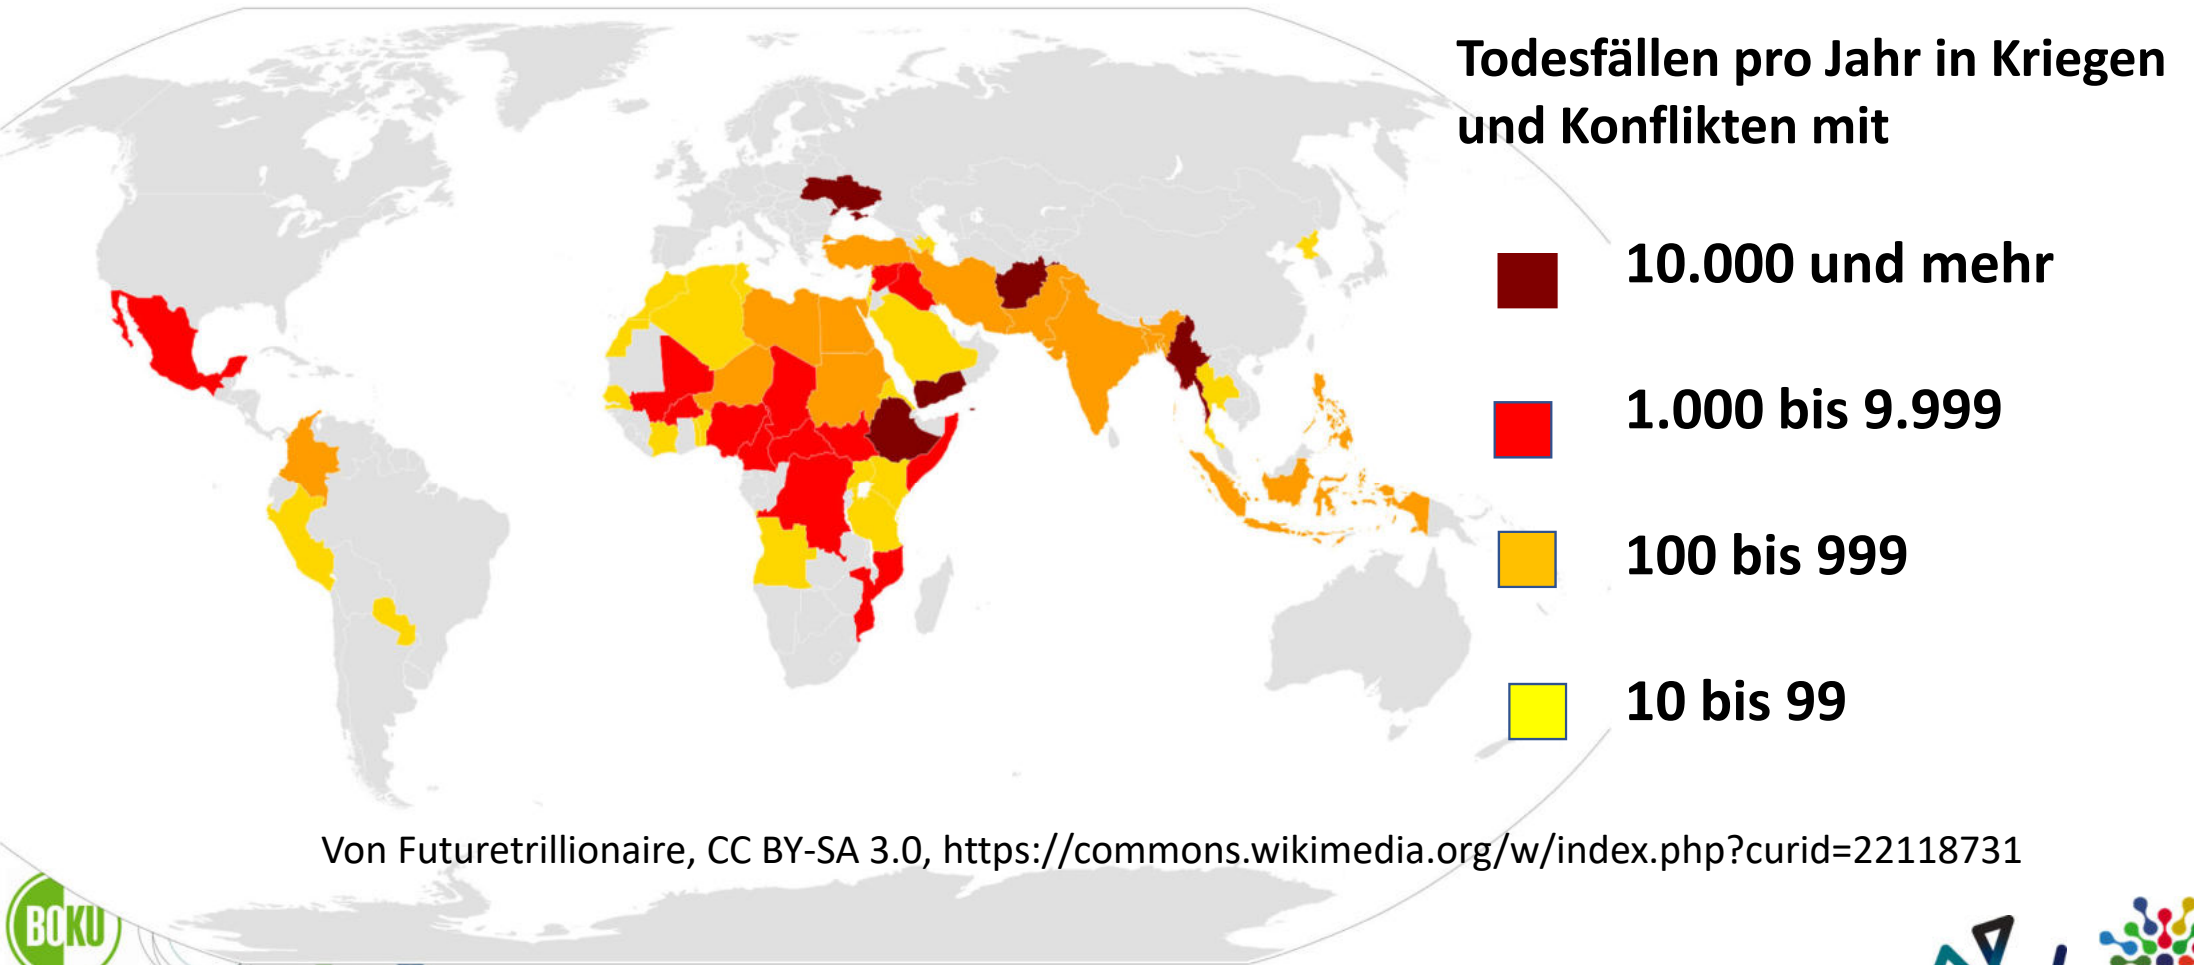 Todesfällen pro Jahr in Kriegen
und Konflikten mit
10.000 und mehr
1.000 bis 9.999
100 bis 999
10 bis 99
Von Futuretrillionaire, CC BY-SA 3.0, https://commons.wikimedia.org/w/index.php?curid=22118731
BOKU